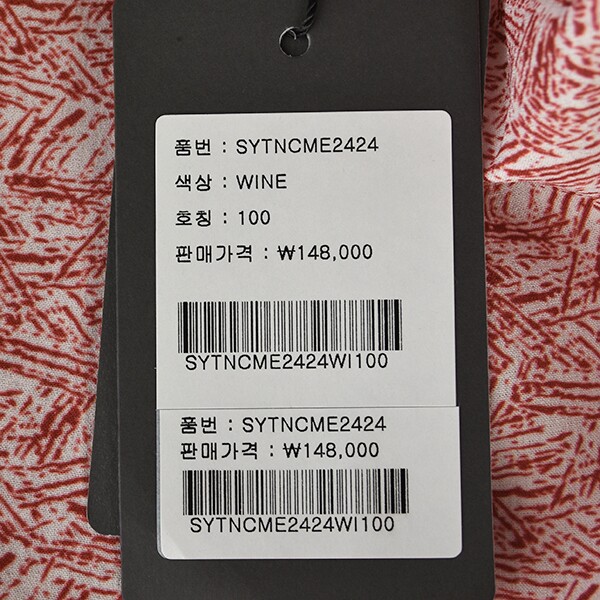 품번 : SYTNCME2424
색상 : WINE
호칭 : 100
판매가격 : ₩148,000
SYTNCME2424WI100
품번 : SYTNCME2424
판매가격 : ₩148,000
SYTNCME2424WI100